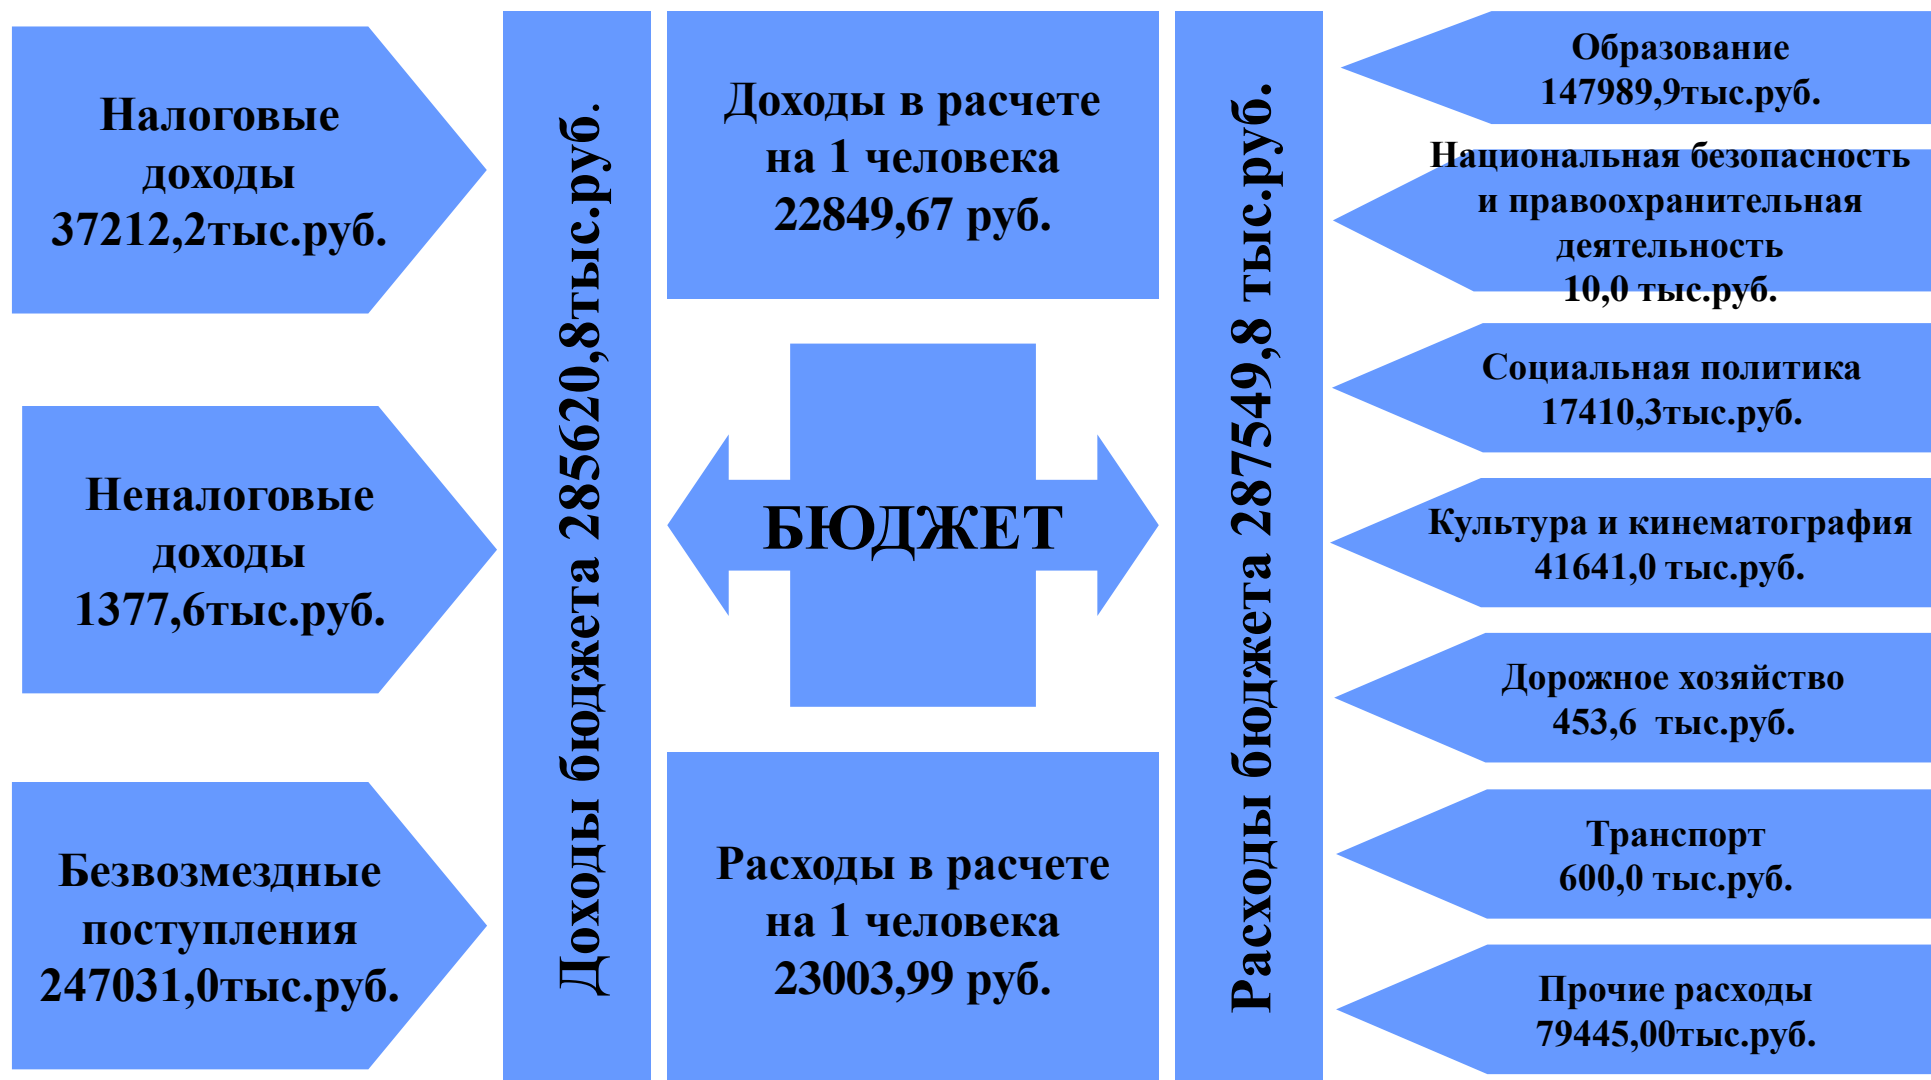 Налоговые
доходы
37212,2тыс.руб.
Неналоговые
доходы
1377,6тыс.руб.
Безвозмездные
поступления
247031,0тыс.руб.
Доходы бюджета 285620,8тыс.руб.
Доходы в расчете
на 1 человека
22849,67 руб.
БЮДЖЕТ
Расходы в расчете
на 1 человека
23003,99 руб.
Расходы бюджета 287549,8 тыс.руб.
Образование
147989,9тыс.руб.
Национальная безопасность
и правоохранительная
деятельность
10,0 тыс.руб.
Социальная политика
17410,3тыс.руб.
Культура и кинематография
41641,0 тыс.руб.
Дорожное хозяйство
453,6  тыс.руб.
Транспорт
600,0 тыс.руб.
Прочие расходы
79445,00тыс.руб.